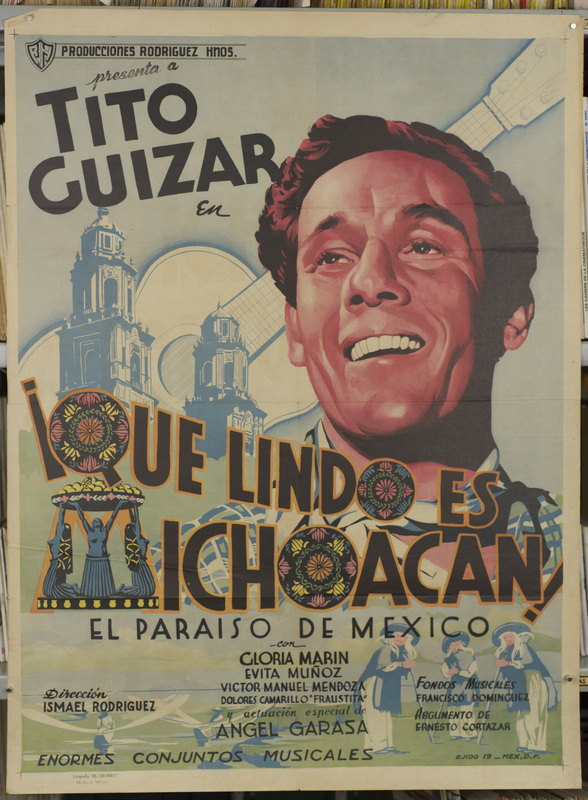 PRODUCCIONES RODRIGUEZ HNOS.
presenta a
TITO
GUIZAR
en
¡QUE LINDO ES
MICHOACAN!
EL PARAISO DE MEXICO
con
GLORIA MARIN
EVITA MUÑOZ
VICTOR MANUEL MENDOZA
DOLORES CAMARILLO "FRAUSTITA"
y actuación especial de
ANGEL GARASA
Dirección
ISMAEL RODRIGUEZ
Fondos Musicales
FRANCISCO DOMINGUEZ
Argumento de
ERNESTO CORTAZAR
ENORMES CONJUNTOS MUSICALES
EJIDO 19 - MEX, D.F.